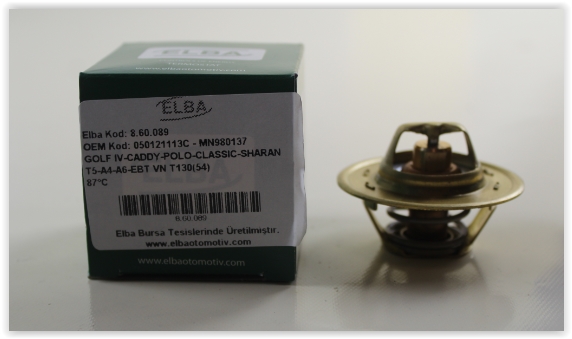 ELBA
www.elbaotomotiv.com
ELBA
Elba Kod: 8.60.089
OEM Kod: 050121113C - MN980137
GOLF IV-CADDY-POLO-CLASSIC-SHARAN
T5-A4-A6-EBT VN T130(54)
87°C
8.60.089
Elba Bursa Tesislerinde Üretilmiştir.
www.elbaotomotiv.com
www.elbaotomotiv.com